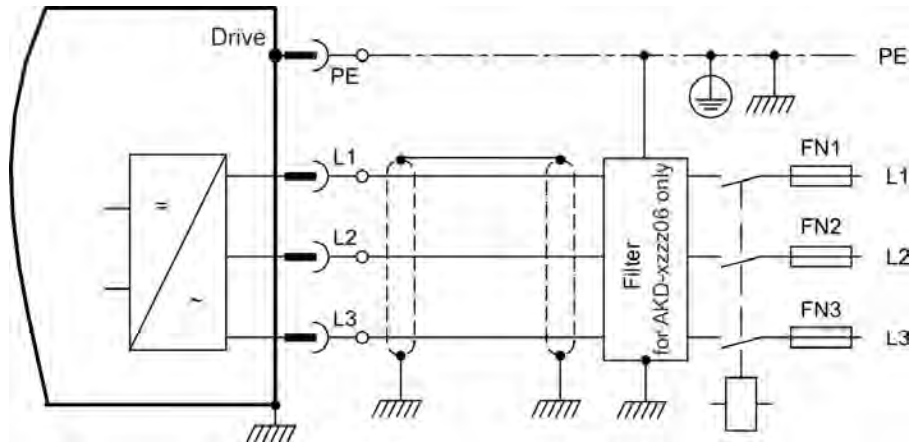 Drive
PE
PE
L1
FN1
L1
L2
FN2
L2
L3
FN3
L3
Filter
for AKD-xzzz06 only